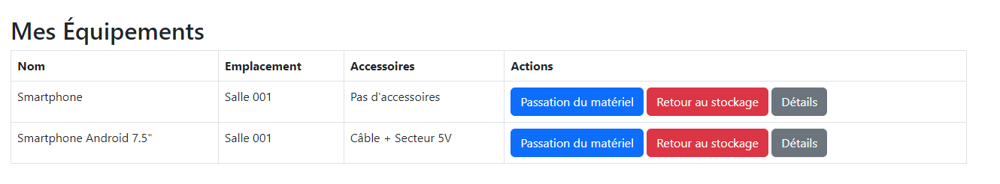 Mes Équipements
Nom Emplacement Accessoires Actions
Smartphone Salle 001 Pas d'accessoires Passation du matériel Retour au stockage Détails
Smartphone Android 7.5" Salle 001 Câble + Secteur 5V Passation du matériel Retour au stockage Détails